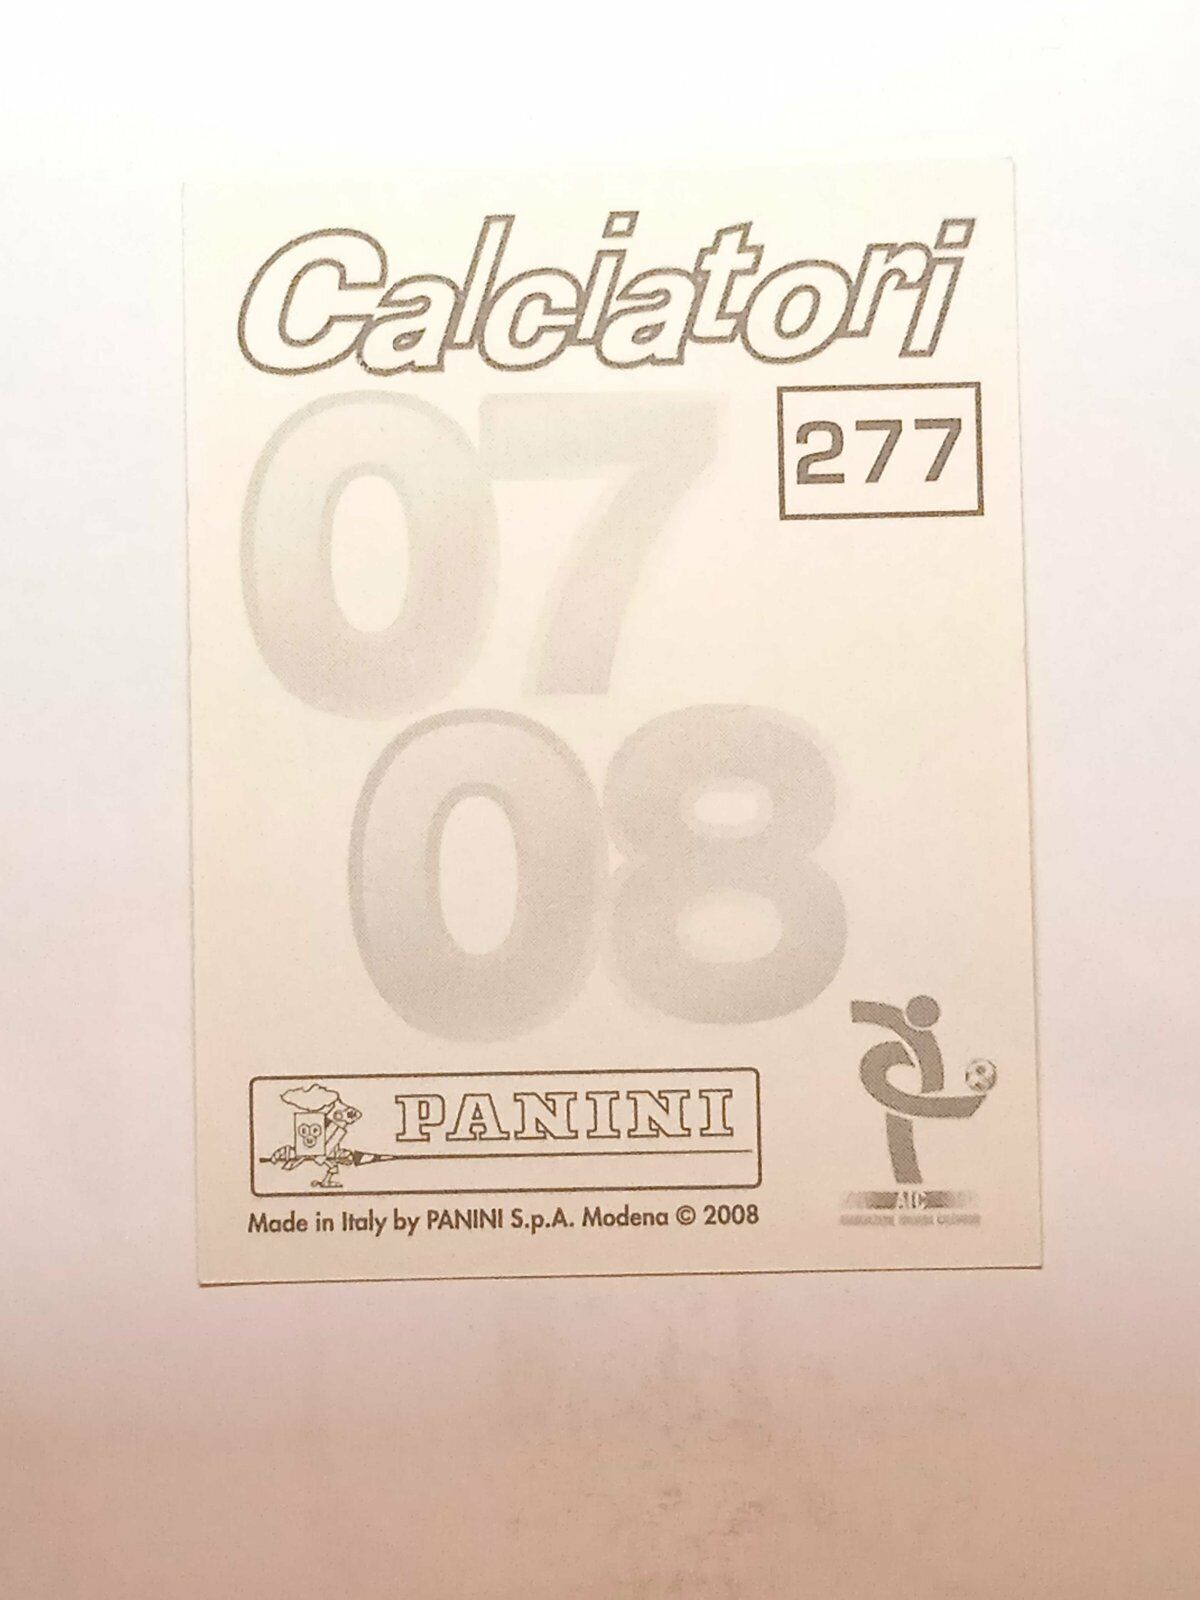 Calciatori
07
277
08
PANINI
AIC
Made in Italy by PANINI S.p.A. Modena © 2008